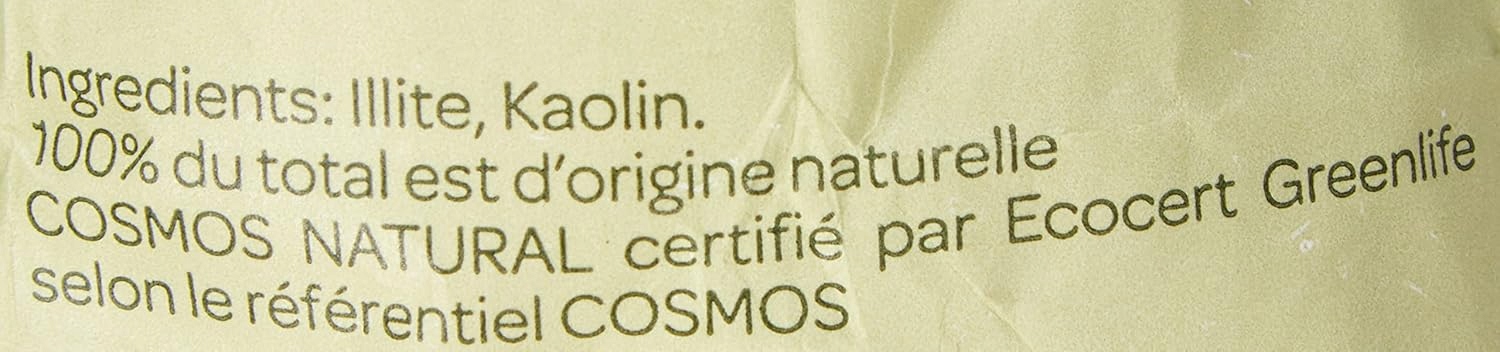 Ingredients: Illite, Kaolin.
100% du total est d'origine naturelle
COSMOS NATURAL certifié par Ecocert Greenlife
selon le référentiel COSMOS